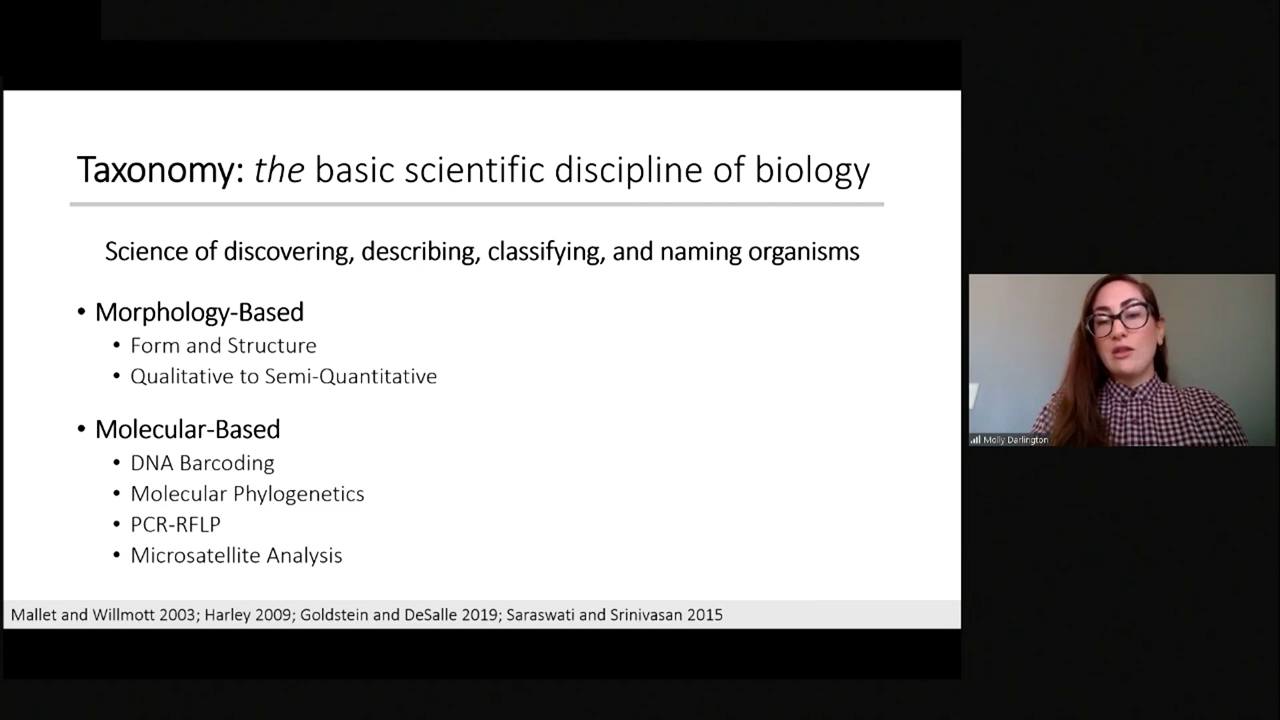 Taxonomy: the basic scientific discipline of biology
Science of discovering, describing, classifying, and naming organisms
• Morphology-Based
• Form and Structure
• Qualitative to Semi-Quantitative
• Molecular-Based
• DNA Barcoding
• Molecular Phylogenetics
• PCR-RFLP
• Microsatellite Analysis
Mallet and Willmott 2003; Harley 2009; Goldstein and DeSalle 2019; Saraswati and Srinivasan 2015
Molly Darlington